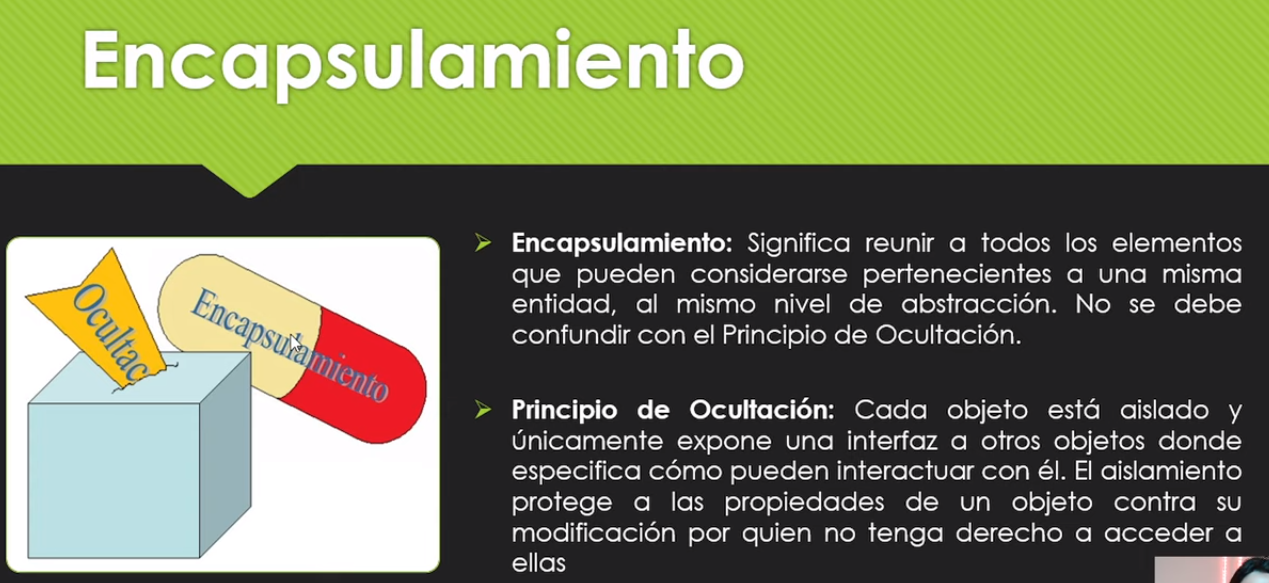 Encapsulamiento
Ocultac
Encapsulamiento
Encapsulamiento: Significa reunir a todos los elementos
que pueden considerarse pertenecientes a una misma
entidad, al mismo nivel de abstracción. No se debe
confundir con el Principio de Ocultación.
Principio de Ocultación: Cada objeto está aislado y
únicamente expone una interfaz a otros objetos donde
especifica cómo pueden interactuar con él. El aislamiento
protege a las propiedades de un objeto contra su
modificación por quien no tenga derecho a acceder a
ellas